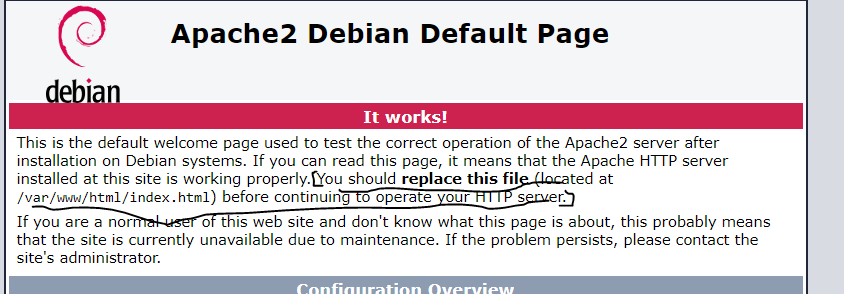 Apache2 Debian Default Page
debian
It works!
This is the default welcome page used to test the correct operation of the Apache2 server after
installation on Debian systems. If you can read this page, it means that the Apache HTTP server
installed at this site is working properly. You should replace this file (located at
/var/www/html/index.html) before continuing to operate your HTTP server.
If you are a normal user of this web site and don't know what this page is about, this probably means
that the site is currently unavailable due to maintenance. If the problem persists, please contact the
site's administrator.
Configuration Overview